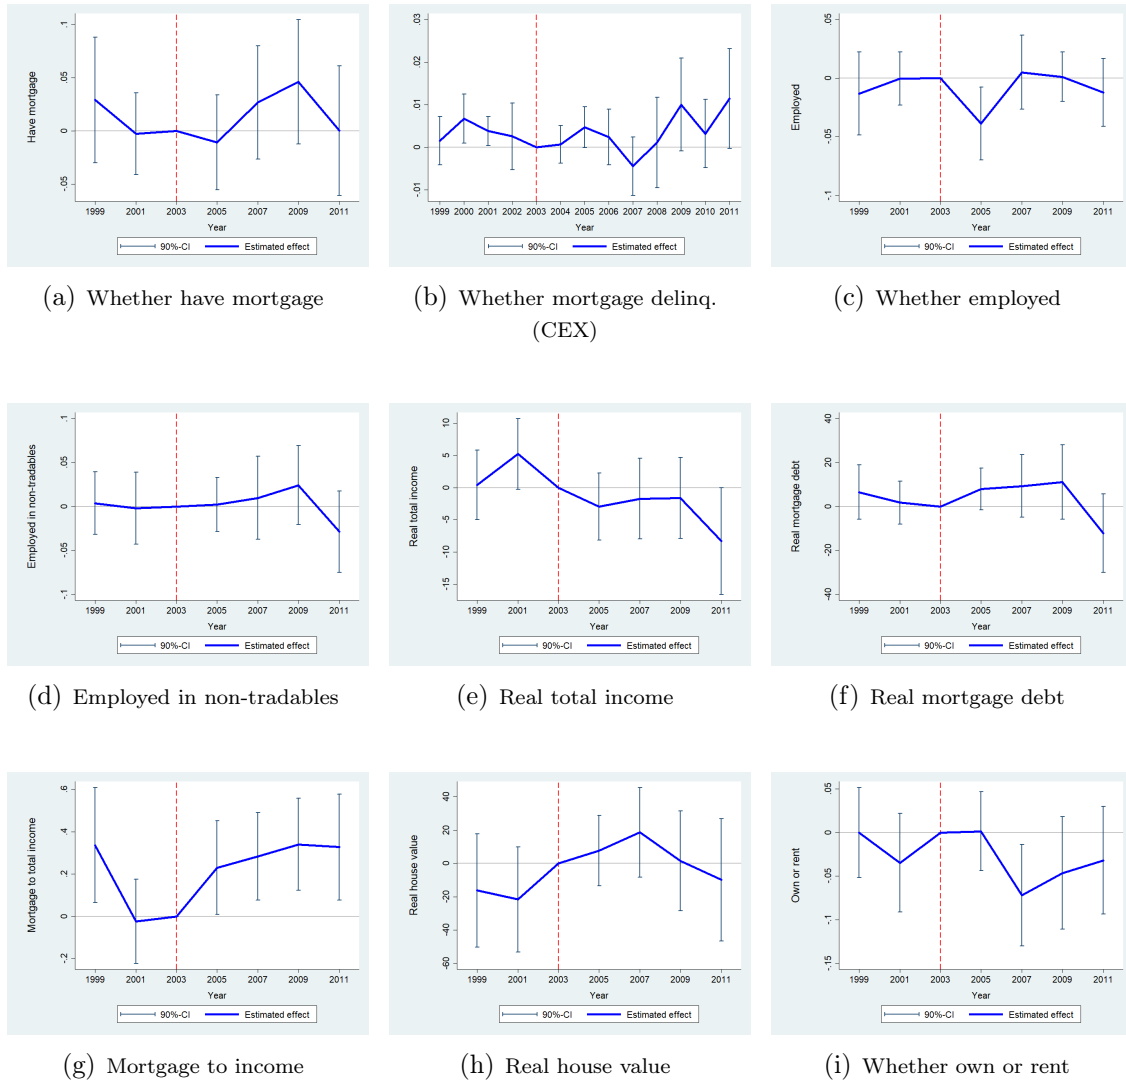 Have mortgage
.1
.05
0
-.05
1999 2001 2003 2005 2007 2009 2011
Year
90%-CI Estimated effect
(a) Whether have mortgage
.03
.02
.01
0
-.01
1999 2000 2001 2002 2003 2004 2005 2006 2007 2008 2009 2010 2011
Year
90%-CI Estimated effect
(b) Whether mortgage delinq.
(CEX)
Employed
.05
0
-.05
-.1
1999 2001 2003 2005 2007 2009 2011
Year
90%-CI Estimated effect
(c) Whether employed
Employed in non-tradables
.1
.05
0
-.05
-.1
1999 2001 2003 2005 2007 2009 2011
Year
90%-CI Estimated effect
(d) Employed in non-tradables
Real total income
10
5
0
-5
-10
-15
1999 2001 2003 2005 2007 2009 2011
Year
90%-CI Estimated effect
(e) Real total income
Real mortgage debt
40
20
0
-20
-40
1999 2001 2003 2005 2007 2009 2011
Year
90%-CI Estimated effect
(f) Real mortgage debt
Mortgage to total income
.6
.4
.2
0
-.2
1999 2001 2003 2005 2007 2009 2011
Year
90%-CI Estimated effect
(g) Mortgage to income
Real house value
40
20
0
-20
-40
-60
1999 2001 2003 2005 2007 2009 2011
Year
90%-CI Estimated effect
(h) Real house value
Own or rent
.05
0
-.05
-.1
-.15
1999 2001 2003 2005 2007 2009 2011
Year
90%-CI Estimated effect
(i) Whether own or rent